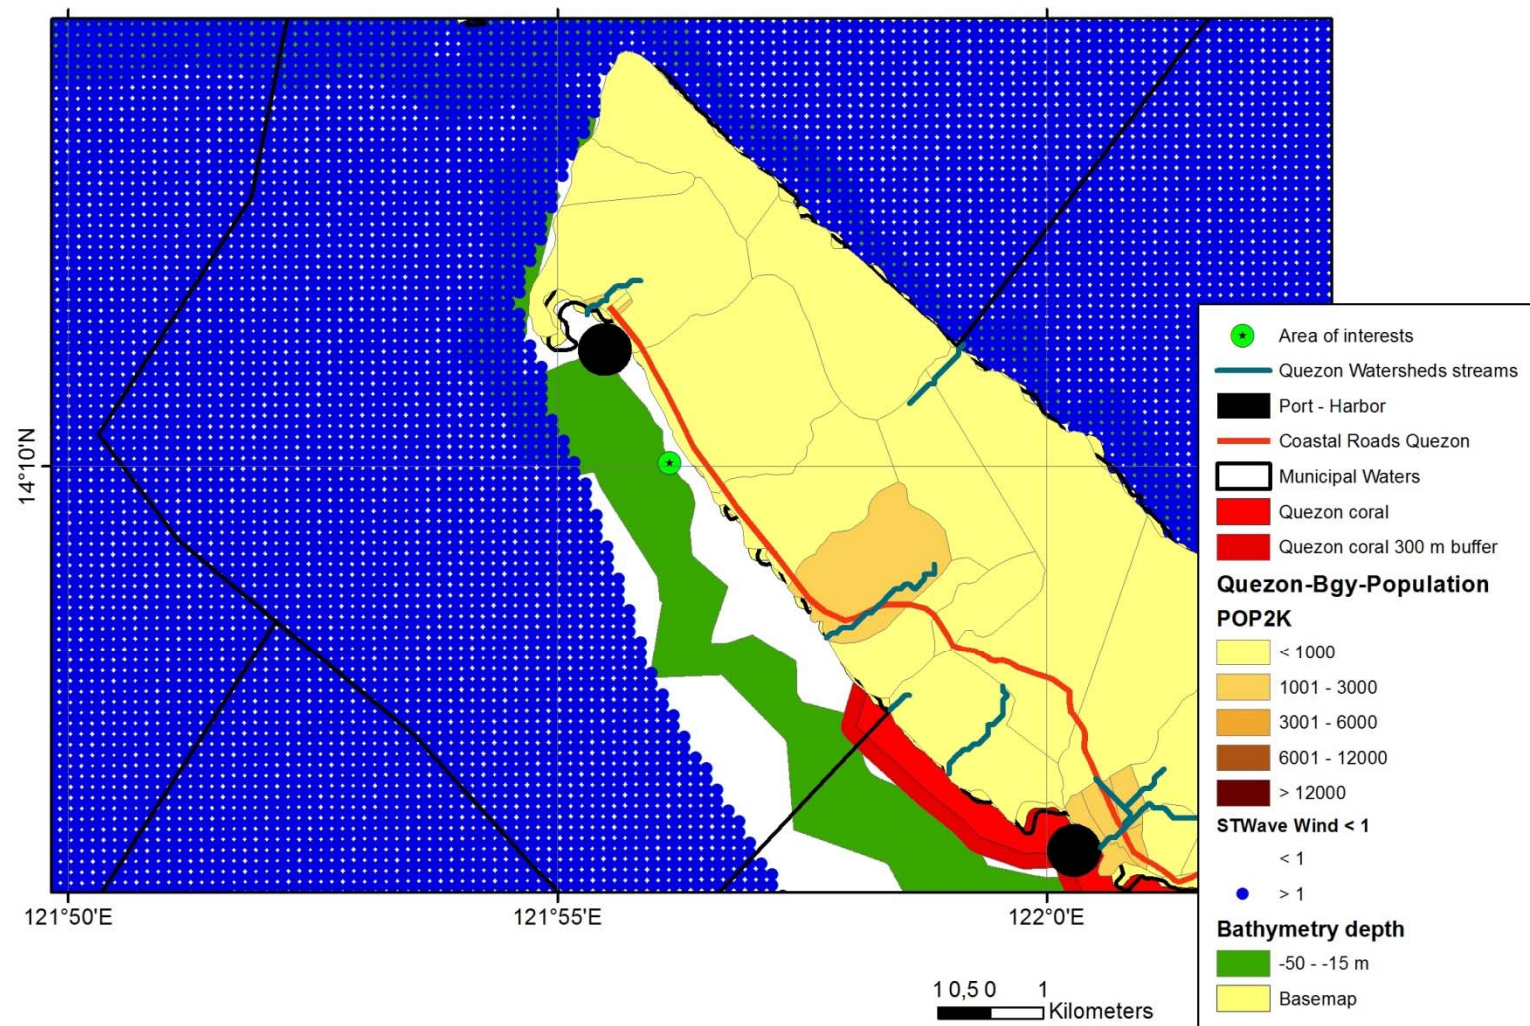 Area of interests
Quezon Watersheds streams
Port - Harbor
Coastal Roads Quezon
14°10'N
Municipal Waters
Quezon coral
Quezon coral 300 m buffer
Quezon-Bgy-Population
POP2K
< 1000
1001 - 3000
3001 - 6000
6001 - 12000
> 12000
STWave Wind < 1
< 1
> 1
121°50'E
121°55'E
122°0'E
Bathymetry depth
-50 - -15 m
Basemap
1 0,5 0 1
Kilometers